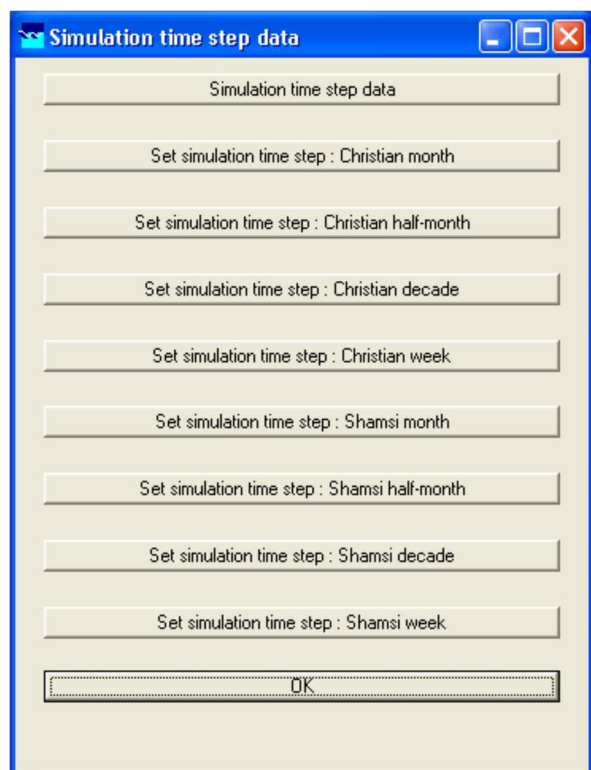 Simulation time step data
Simulation time step data
Set simulation time step : Christian month
Set simulation time step : Christian half-month
Set simulation time step : Christian decade
Set simulation time step : Christian week
Set simulation time step : Shamsi month
Set simulation time step : Shamsi half-month
Set simulation time step : Shamsi decade
Set simulation time step : Shamsi week
OK